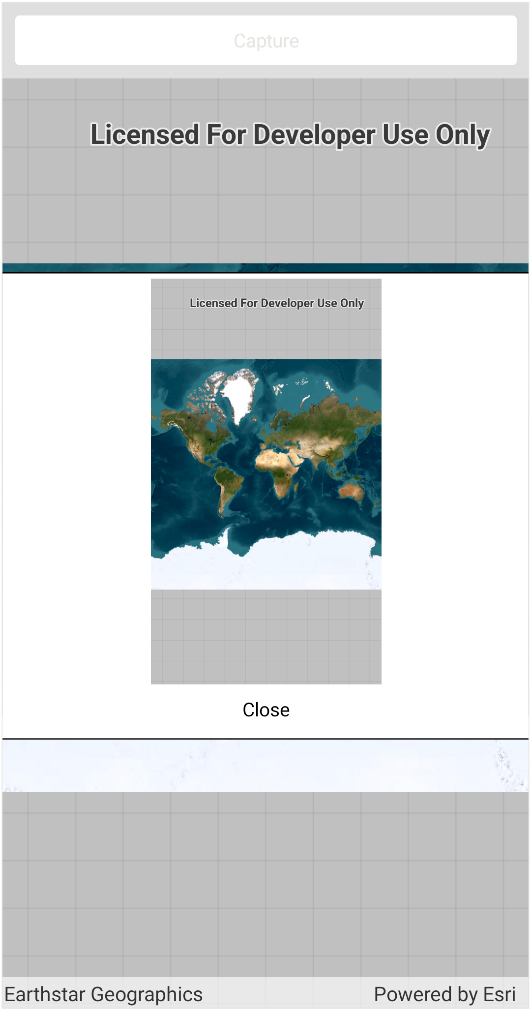 Capture
Licensed For Developer Use Only
Licensed For Developer Use Only
Close
Earthstar Geographics
Powered by Esri